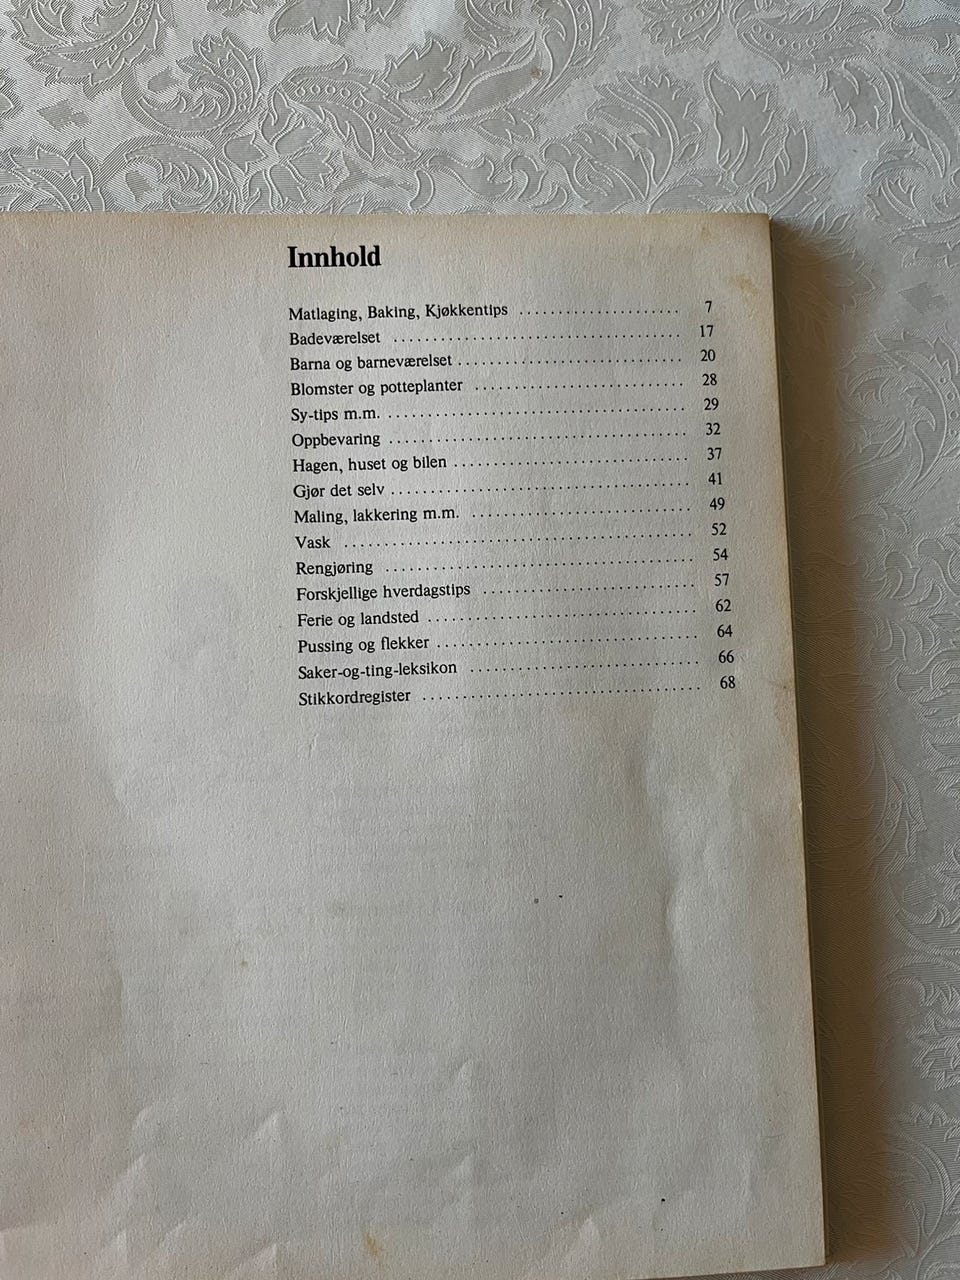 Innhold
Matlaging, Baking, Kjøkkentips ..................... 7
Badeværelset ..................................... 17
Barna og barneværelset ............................. 20
Blomster og potteplanter ........................... 28
Sy-tips m.m. ...................................... 29
Oppbevaring ...................................... 32
Hagen, huset og bilen .............................. 37
Gjør det selv ...................................... 41
Maling, lakkering m.m. ............................ 49
Vask ............................................ 52
Rengjøring ....................................... 54
Forskjellige hverdagstips ........................... 57
Ferie og landsted .................................. 62
Pussing og flekker ................................. 64
Saker-og-ting-leksikon ............................. 66
Stikkordregister ................................... 68